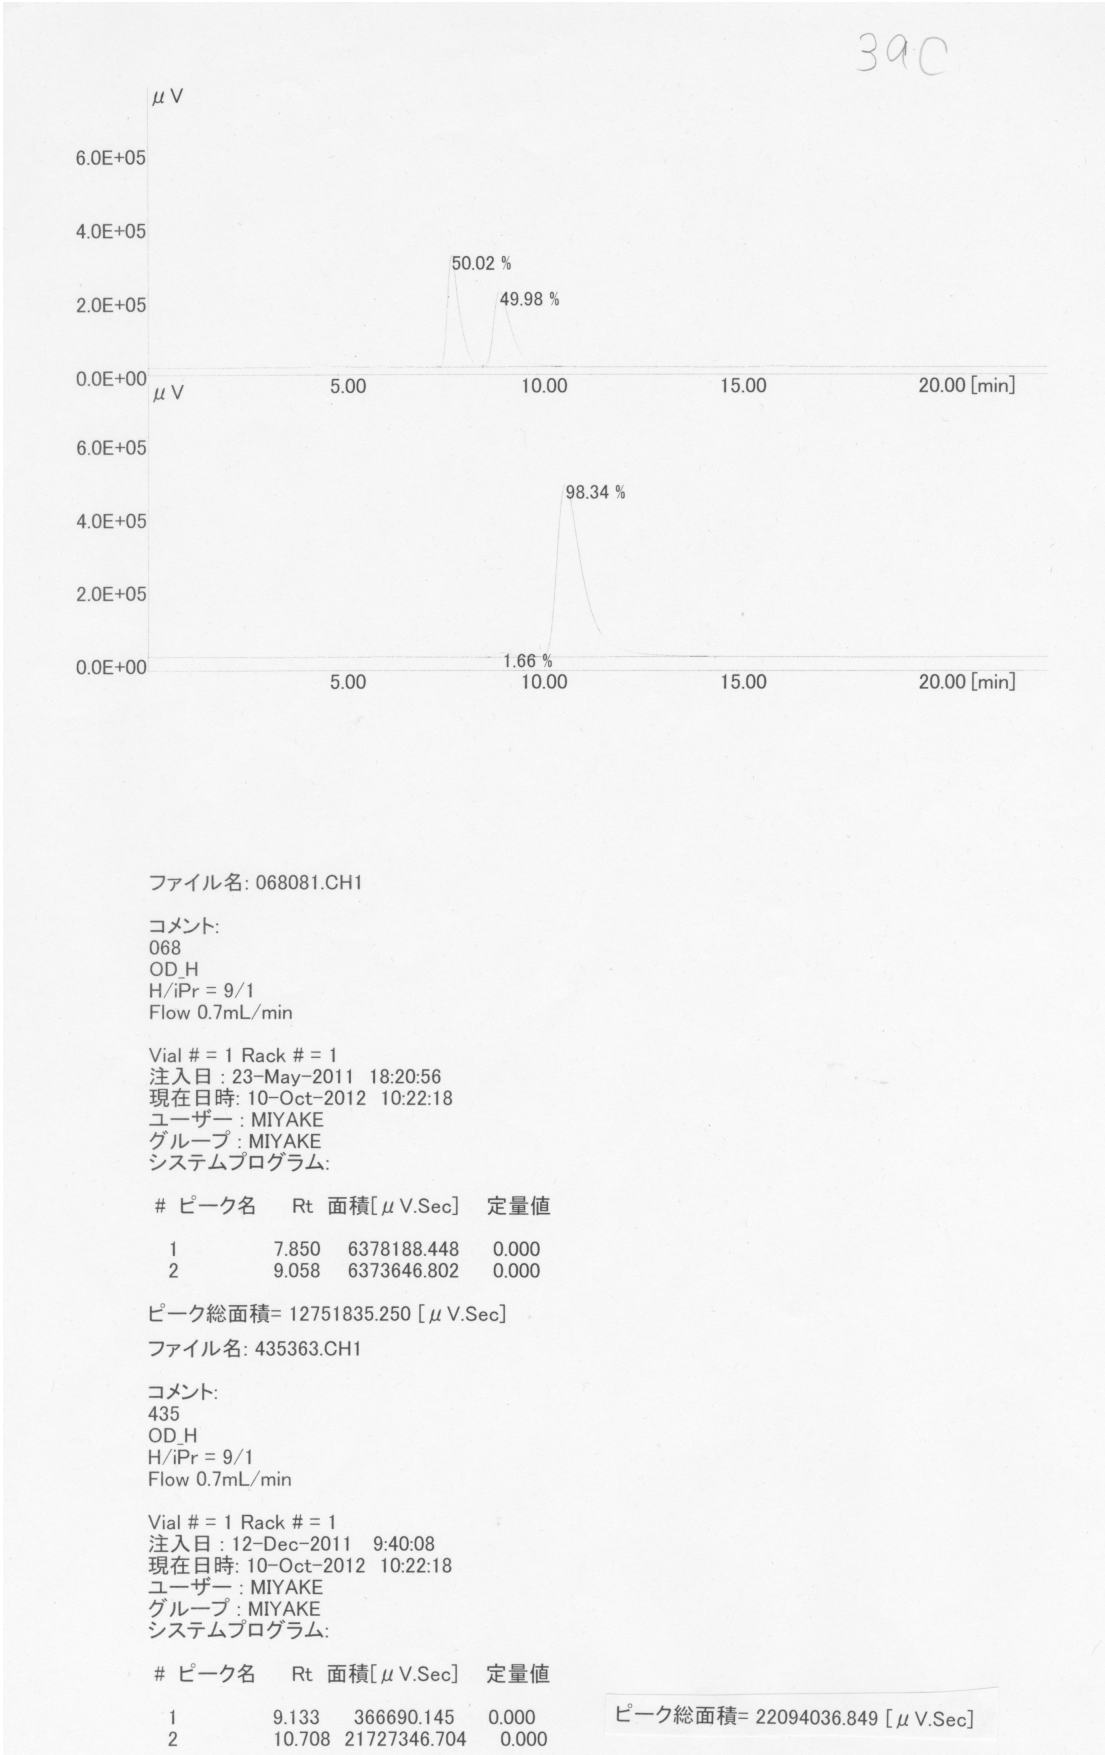 3ac
μV
6.0E+05
4.0E+05
50.02 %
2.0E+05
49.98 %
0.0E+00
5.00 10.00 15.00 20.00 [min]
μV
6.0E+05
98.34 %
4.0E+05
2.0E+05
0.0E+00
1.66 %
5.00 10.00 15.00 20.00 [min]
ファイル名: 068081.CH1
コメント:
068
OD_H
H/iPr = 9/1
Flow 0.7mL/min
Vial # = 1 Rack # = 1
注入日 : 23-May-2011 18:20:56
現在日時: 10-Oct-2012 10:22:18
ユーザー : MIYAKE
グループ : MIYAKE
システムプログラム:
# ピーク名 Rt 面積[μV.Sec] 定量値
1 7.850 6378188.448 0.000
2 9.058 6373646.802 0.000
ピーク総面積= 12751835.250 [μV.Sec]
ファイル名: 435363.CH1
コメント:
435
OD_H
H/iPr = 9/1
Flow 0.7mL/min
Vial # = 1 Rack # = 1
注入日 : 12-Dec-2011 9:40:08
現在日時: 10-Oct-2012 10:22:18
ユーザー : MIYAKE
グループ : MIYAKE
システムプログラム:
# ピーク名 Rt 面積[μV.Sec] 定量値
1 9.133 366690.145 0.000
2 10.708 21727346.704 0.000
ピーク総面積= 22094036.849 [μV.Sec]